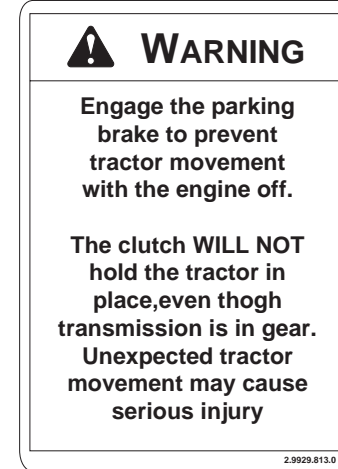 WARNING
Engage the parking
brake to prevent
tractor movement
with the engine off.
The clutch WILL NOT
hold the tractor in
place,even thogh
transmission is in gear.
Unexpected tractor
movement may cause
serious injury
2.9929.813.0